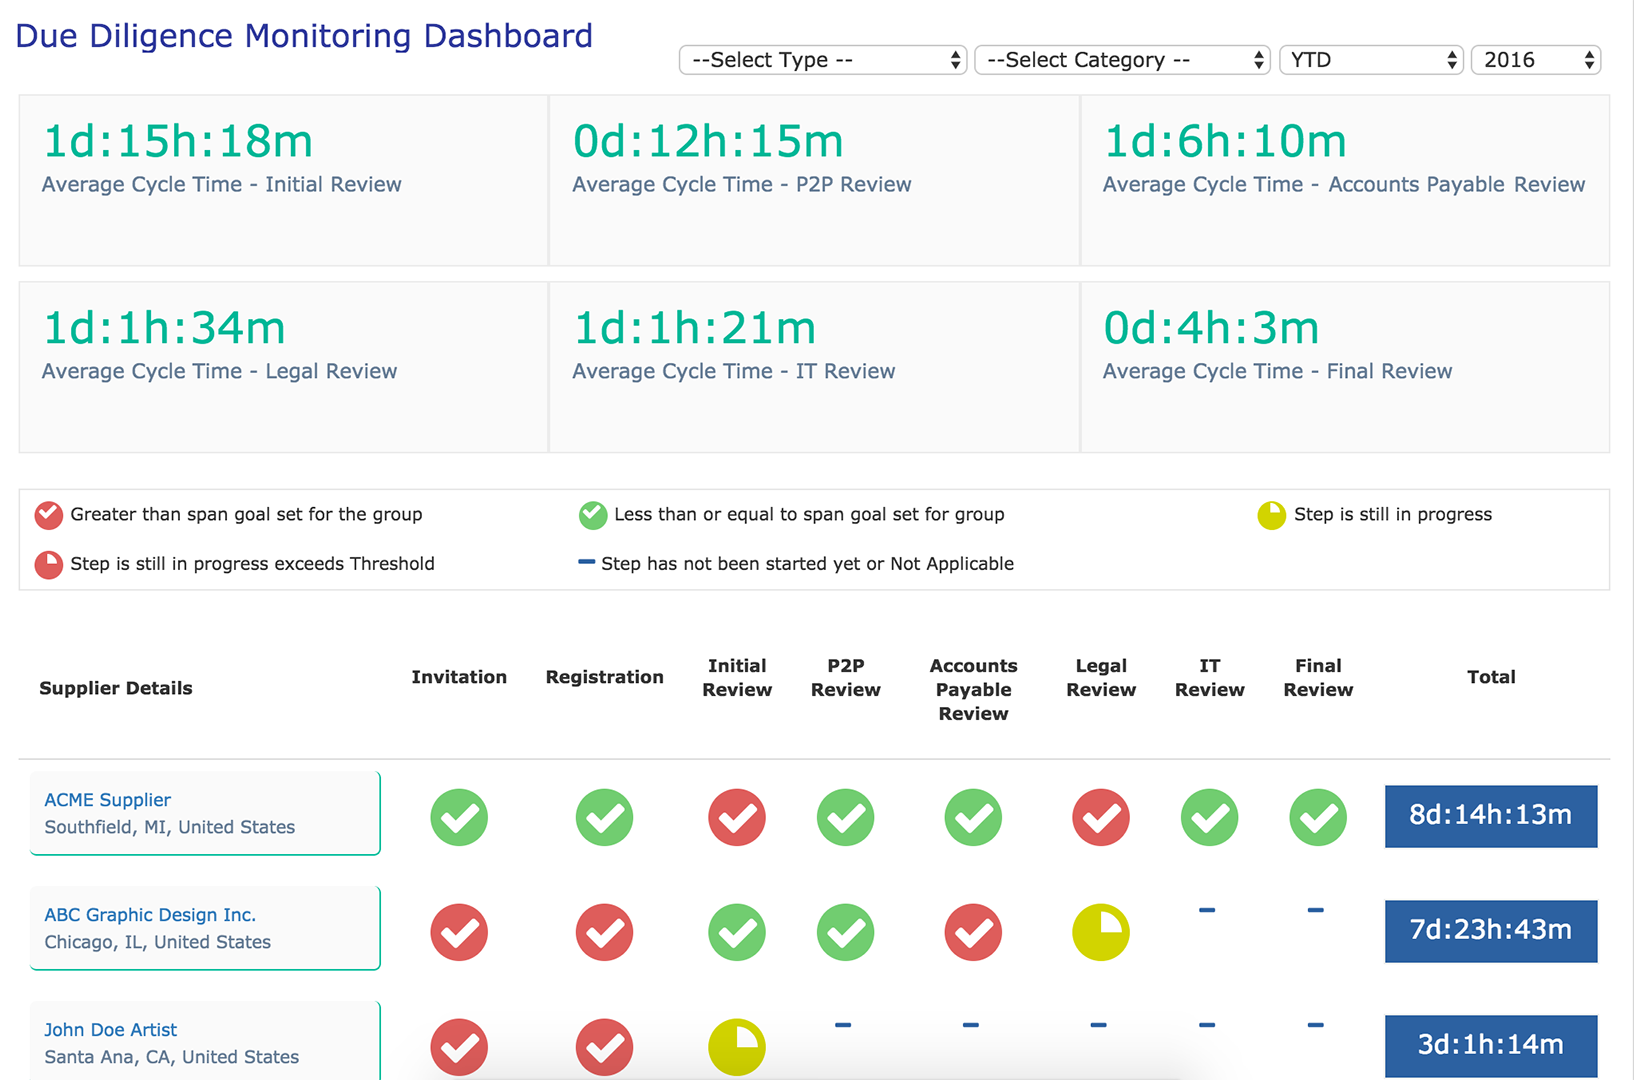 Due Diligence Monitoring Dashboard
--Select Type --
--Select Category --
YTD
2016
1d:15h:18m
Average Cycle Time - Initial Review
0d:12h:15m
Average Cycle Time - P2P Review
1d:6h:10m
Average Cycle Time - Accounts Payable Review
1d:1h:34m
Average Cycle Time - Legal Review
1d:1h:21m
Average Cycle Time - IT Review
0d:4h:3m
Average Cycle Time - Final Review
Greater than span goal set for the group
Less than or equal to span goal set for group
Step is still in progress
Step is still in progress exceeds Threshold
Step has not been started yet or Not Applicable
Supplier Details
Invitation
Registration
Initial
Review
P2P
Review
Accounts
Payable
Review
Legal
Review
IT
Review
Final
Review
Total
ACME Supplier
Southfield, MI, United States
8d:14h:13m
ABC Graphic Design Inc.
Chicago, IL, United States
7d:23h:43m
John Doe Artist
Santa Ana, CA, United States
3d:1h:14m